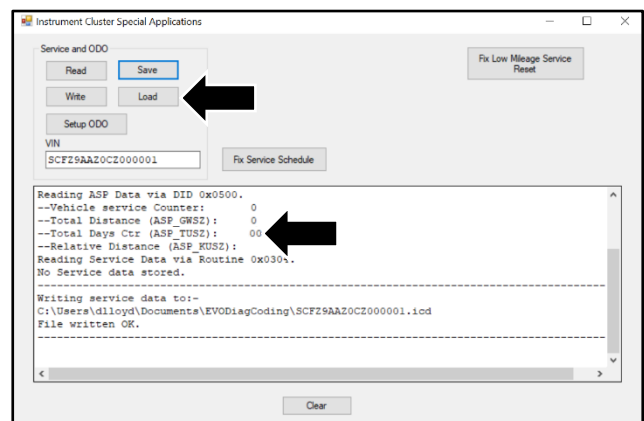 Instrument Cluster Special Applications
Service and ODO
Read Save
Write Load
Setup ODO
VIN
SCFZ9AAZ0CZ000001
Fix Service Schedule
Fix Low Mileage Service
Reset
Reading ASP Data via DID 0x0500.
--Vehicle service Counter: 0
--Total Distance (ASP_GWSZ): 0
--Total Days Ctr (ASP_TUSZ): 00
--Relative Distance (ASP_KUSZ):
Reading Service Data via Routine
No Service data stored.
Writing service data to:-
C:\Users\dlloyd\Documents\EVODiagCoding\SCFZ9AAZ0CZ000001.icd
File written OK.
Clear